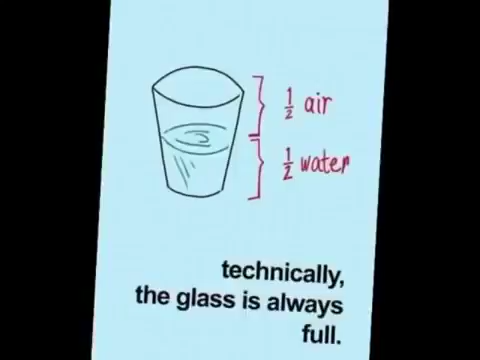 ½ air
½ water
technically,
the glass is always
full.